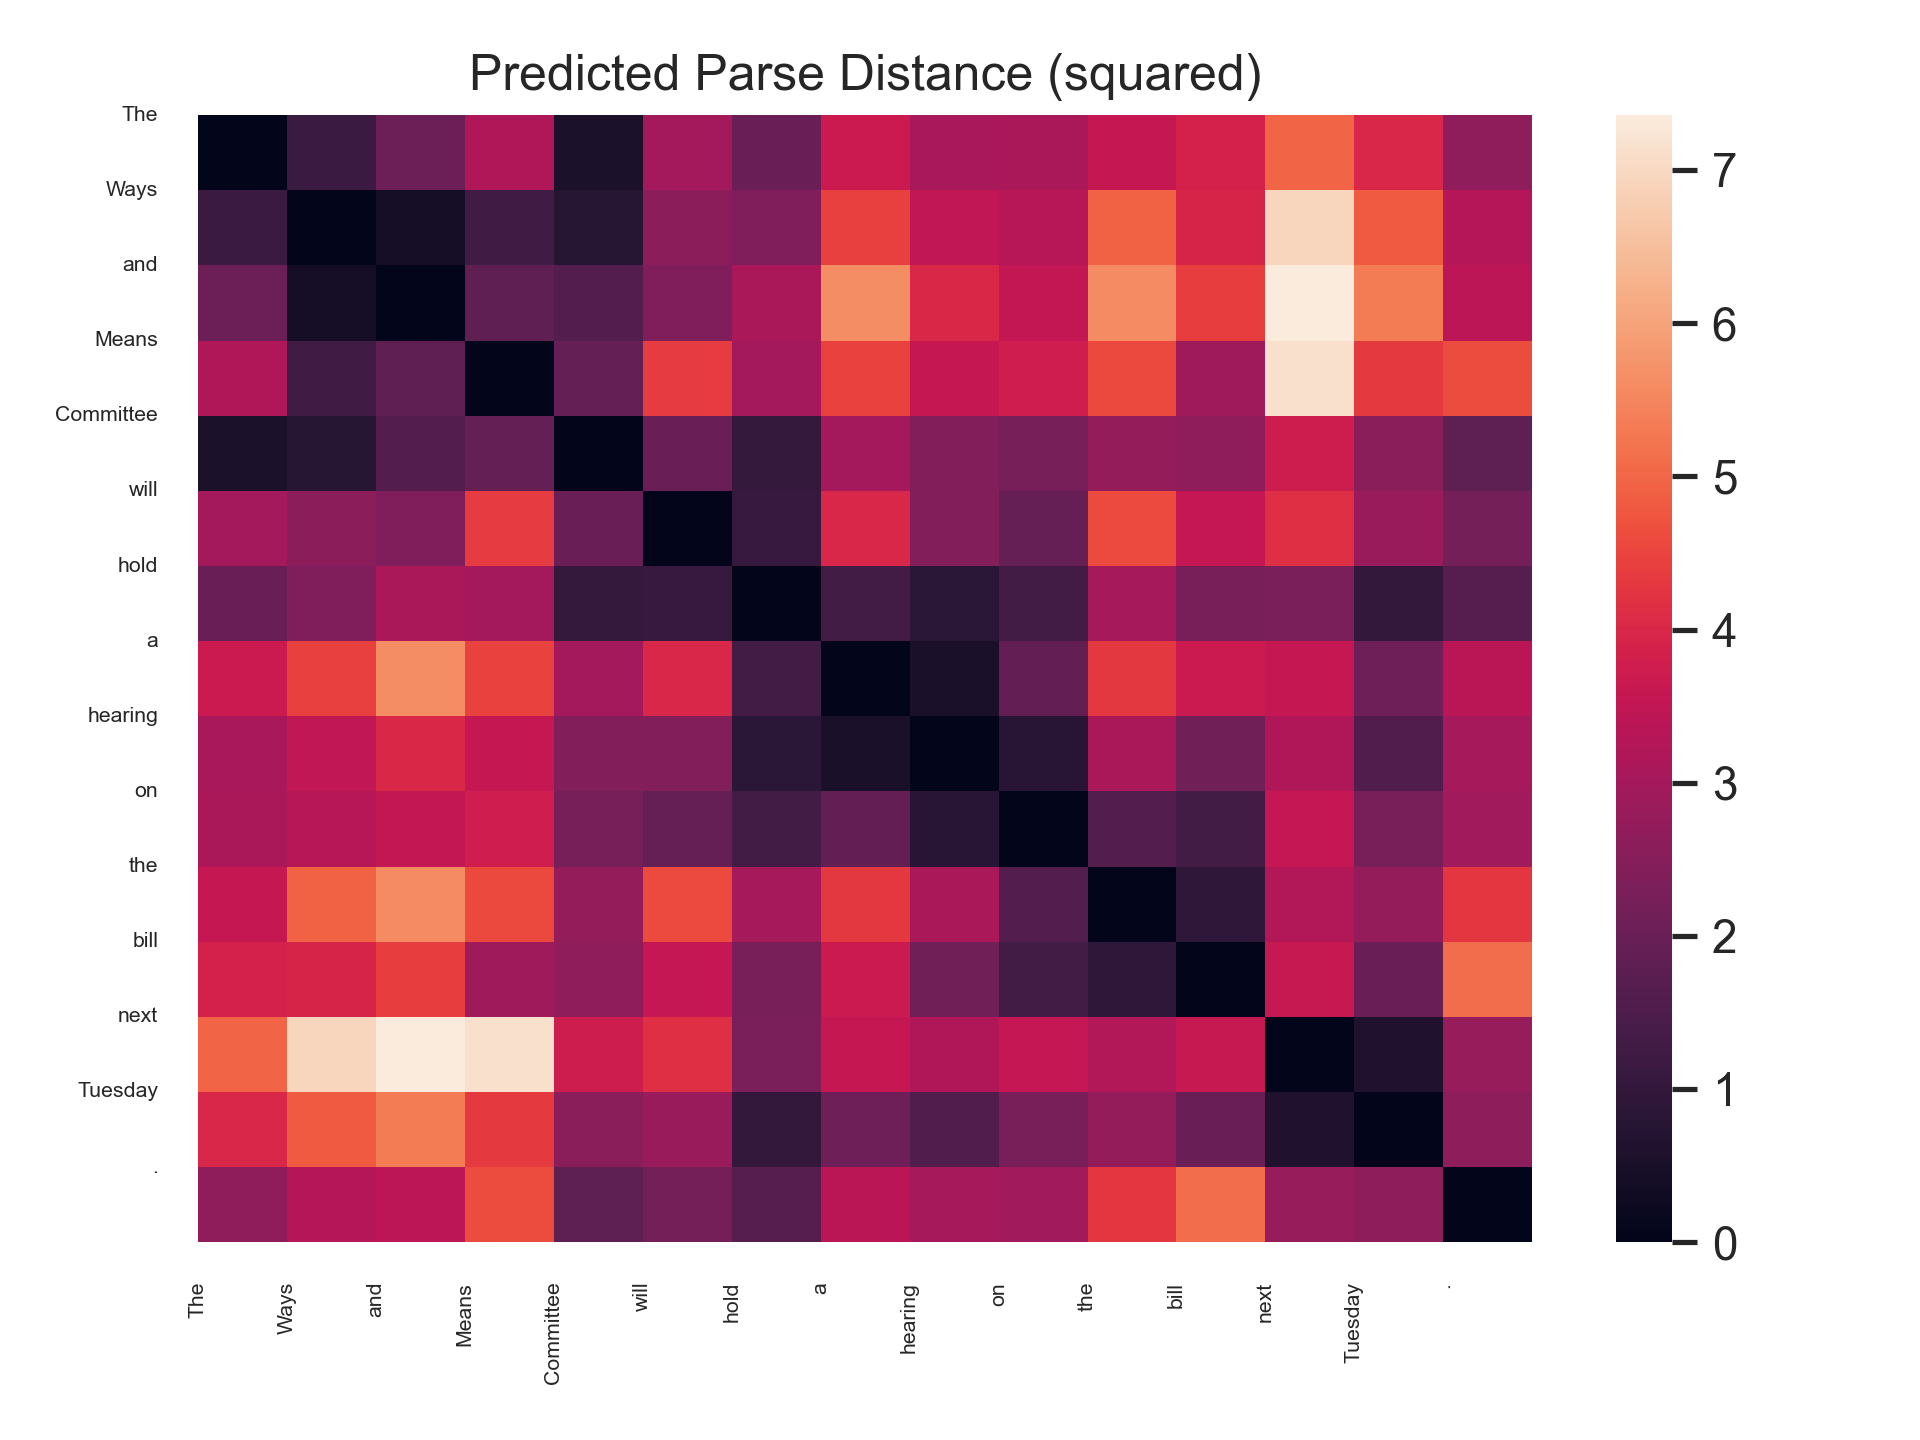 Predicted Parse Distance (squared)
The
Ways
and
Means
Committee
will
hold
a
hearing
on
the
bill
next
Tuesday
.
The
Ways
and
Means
Committee
will
hold
a
hearing
on
the
bill
next
Tuesday
.
7
6
5
4
3
2
1
0